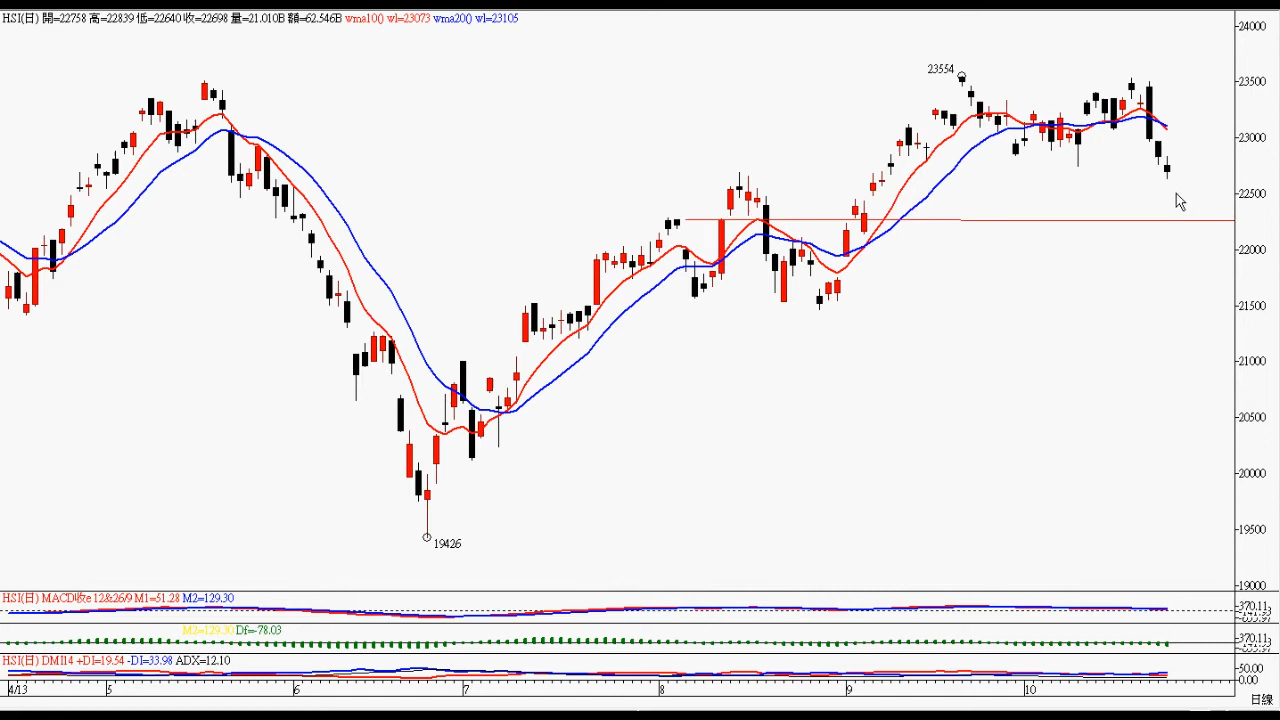 HSI(日) 開=22758 高=22839 低=22640 收=22698 量=21.010B 額=62.546B wma10() wl=23073 wma20() wl=23105
24000
23554
23500
23000
22500
22000
21500
21000
20500
20000
19426
19500
19000
HSI(日) MACD收e 12&26/9 M1=51.28 M2=129.30
370.11
M2=129.30 Df=-78.03
370.11
HSI(日) DMI14 +DI=19.54 -DI=33.98 ADX=12.10
50.00
0.00
4/13 5 6 7 8 9 10
日線